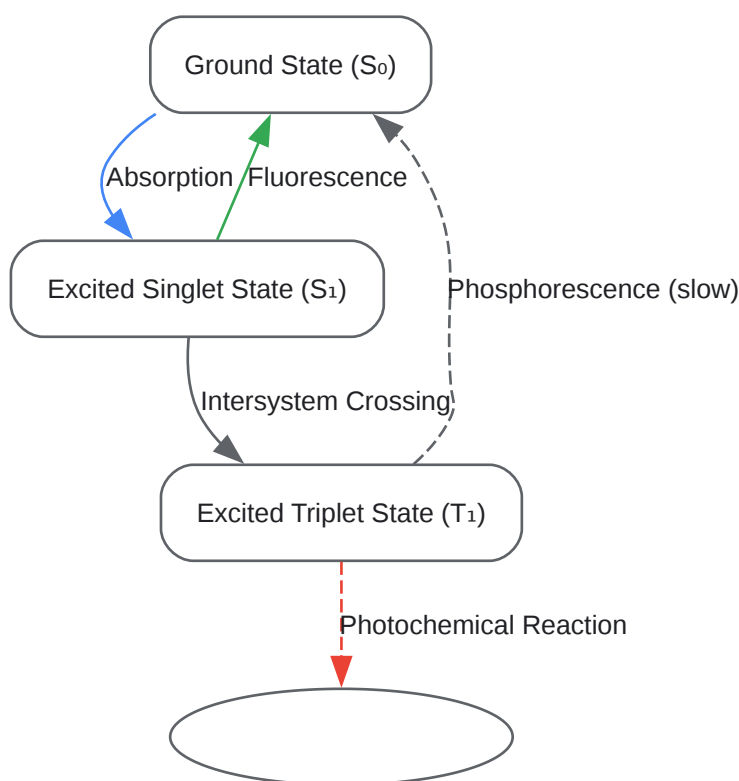 Ground State (S₀)
Absorption
Fluorescence
Excited Singlet State (S₁)
Phosphorescence (slow)
Intersystem Crossing
Excited Triplet State (T₁)
Photochemical Reaction